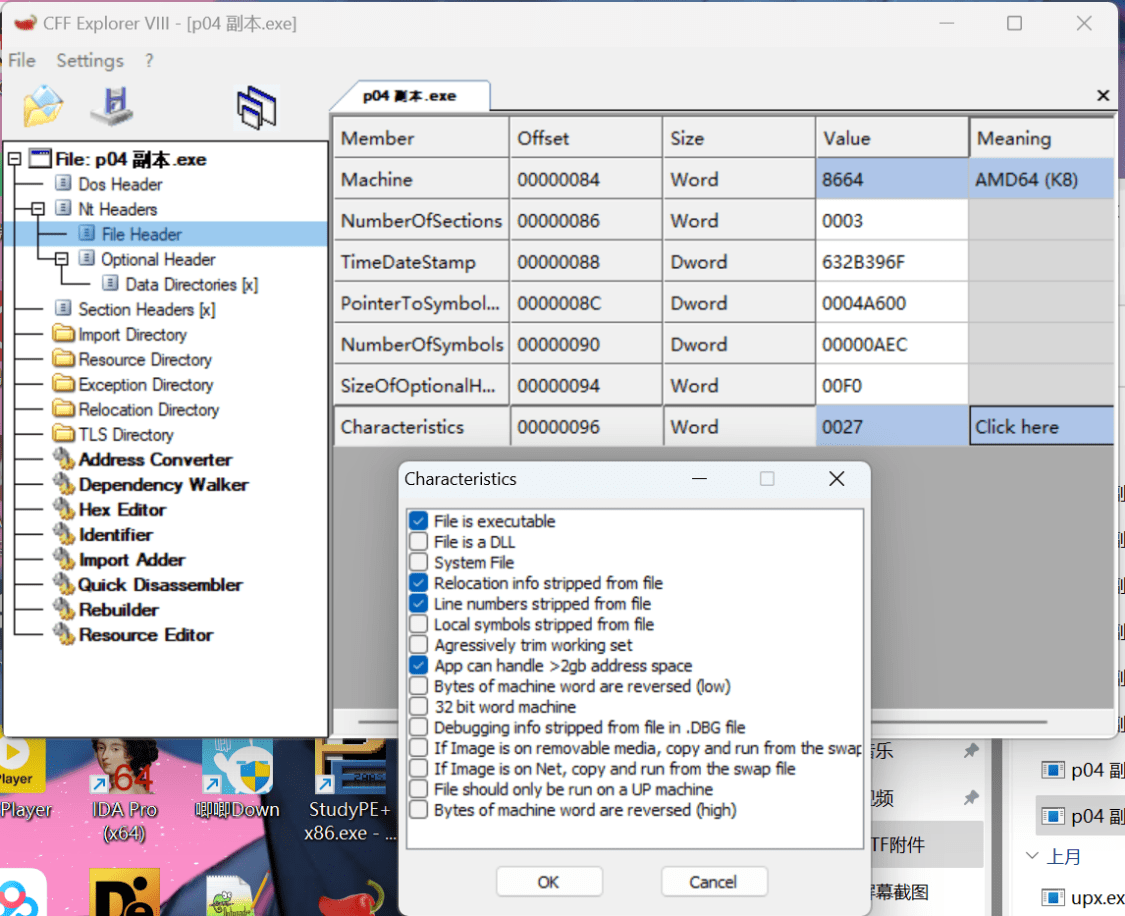 CFF Explorer VIII - [p04 副本.exe]
File Settings ?
p04 副本.exe
File: p04 副本.exe
Dos Header
Nt Headers
File Header
Optional Header
Data Directories [x]
Section Headers [x]
Import Directory
Resource Directory
Exception Directory
Relocation Directory
TLS Directory
Address Converter
Dependency Walker
Hex Editor
Identifier
Import Adder
Quick Disassembler
Rebuilder
Resource Editor
Member Offset Size Value Meaning
Machine 00000084 Word 8664 AMD64 (K8)
NumberOfSections 00000086 Word 0003
TimeDateStamp 00000088 Dword 632B396F
PointerToSymbol... 0000008C Dword 0004A600
NumberOfSymbols 00000090 Dword 00000AEC
SizeOfOptionalH... 00000094 Word 00F0
Characteristics 00000096 Word 0027 Click here
Characteristics
File is executable
File is a DLL
System File
Relocation info stripped from file
Line numbers stripped from file
Local symbols stripped from file
Agressively trim working set
App can handle >2gb address space
Bytes of machine word are reversed (low)
32 bit word machine
Debugging info stripped from file in .DBG file
If Image is on removable media, copy and run from the swap
If Image is on Net, copy and run from the swap file
File should only be run on a UP machine
Bytes of machine word are reversed (high)
OK Cancel
Player
64
Player
IDA Pro
(x64)
唧唧Down
StudyPE+
x86.exe - ...
De
乐
频
TF附件
屏幕截图
p04 副
p04 副
上月
upx.ex